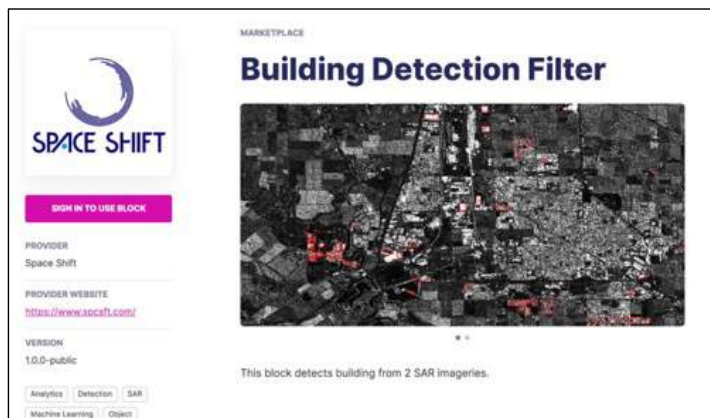 SPACE SHIFT
SIGN IN TO USE BLOCK
PROVIDER
Space Shift
PROVIDER WEBSITE
https://www.spcsft.com/
VERSION
1.0.0-public
Analytics
Detection
SAR
Machine Learning
Object
MARKETPLACE
Building Detection Filter
This block detects building from 2 SAR imageries.